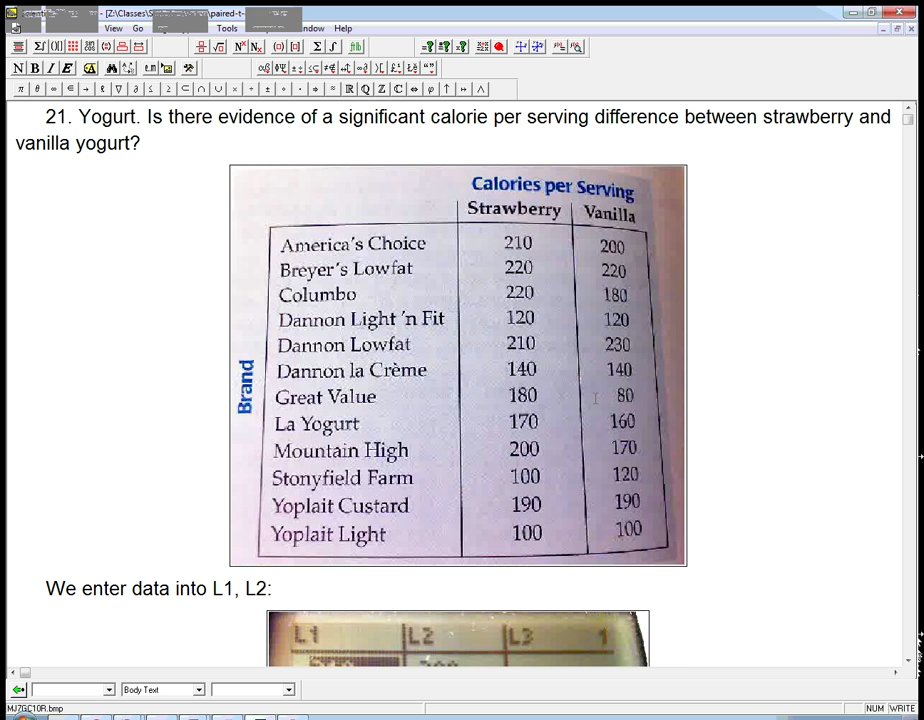 [Z:\Classes\
paired-t-
View Go Tools Help
N B I E
21. Yogurt. Is there evidence of a significant calorie per serving difference between strawberry and
vanilla yogurt?
Calories per Serving
Strawberry Vanilla
America's Choice 210 200
Breyer's Lowfat 220 220
Columbo 220 180
Dannon Light 'n Fit 120 120
Dannon Lowfat 210 230
Dannon la Crème 140 140
Great Value 180 80
La Yogurt 170 160
Mountain High 200 170
Stonyfield Farm 100 120
Yoplait Custard 190 190
Yoplait Light 100 100
Brand
We enter data into L1, L2:
L1 L2 L3 1
Body Text
MJ7GC10R.bmp NUM WRITE